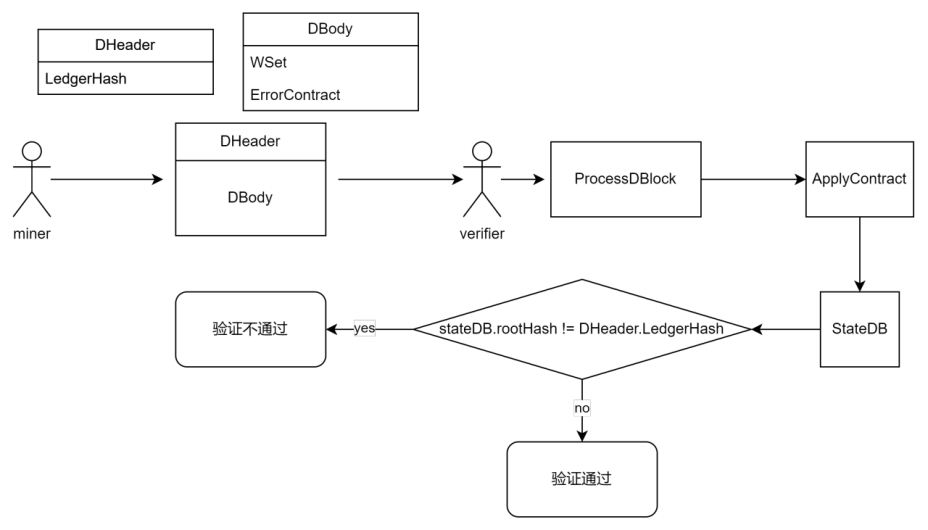 DHeader
LedgerHash
DBody
WSet
ErrorContract
miner
DHeader
DBody
verifier
ProcessDBlock
ApplyContract
StateDB
stateDB.rootHash != DHeader.LedgerHash
yes
验证不通过
no
验证通过